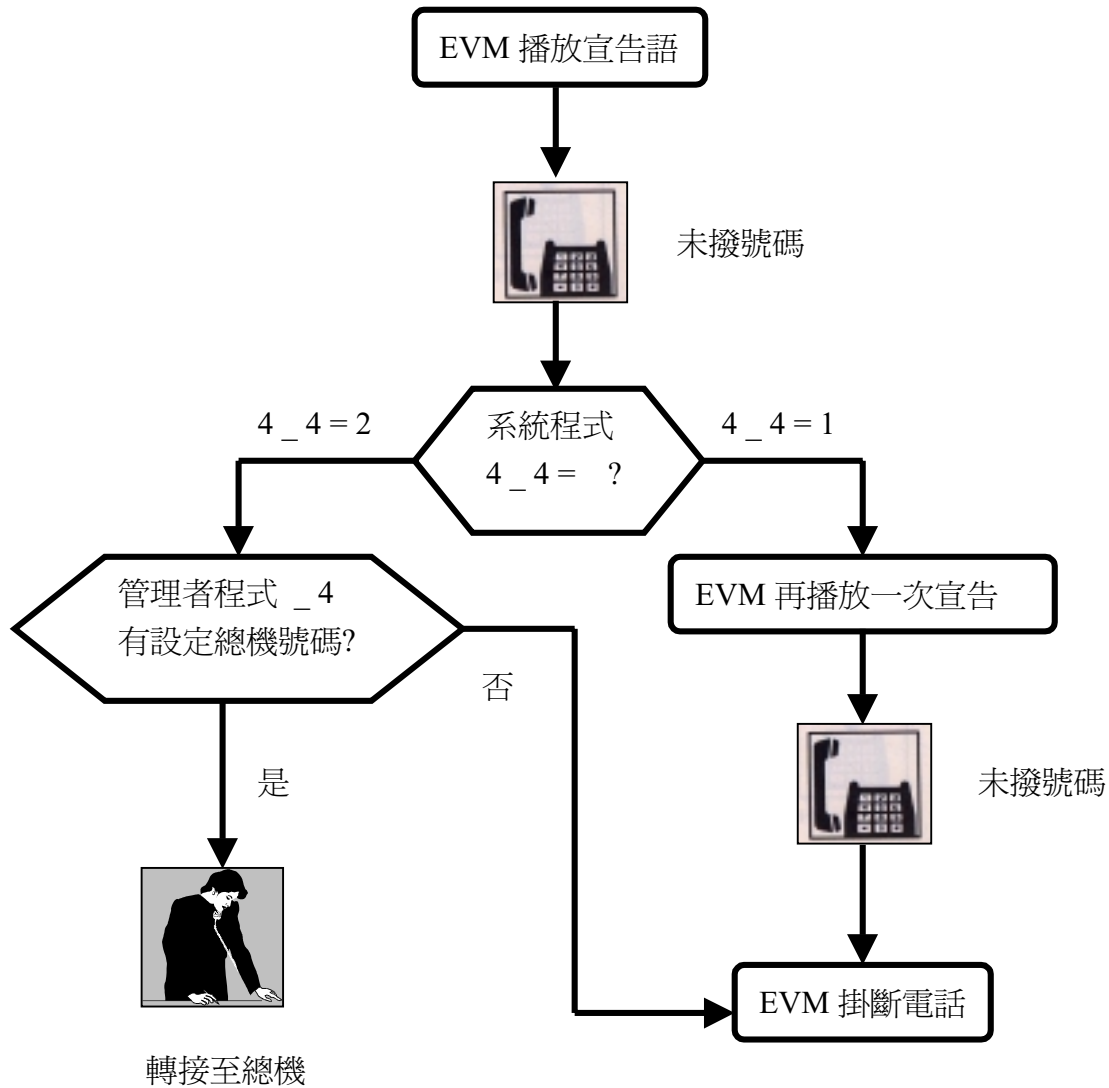 EVM 播放宣告語
未撥號碼
4 _ 4 = 2
系統程式
4 _ 4 = ?
4 _ 4 = 1
管理者程式 _ 4
有設定總機號碼?
EVM 再播放一次宣告
否
是
未撥號碼
EVM 掛斷電話
轉接至總機